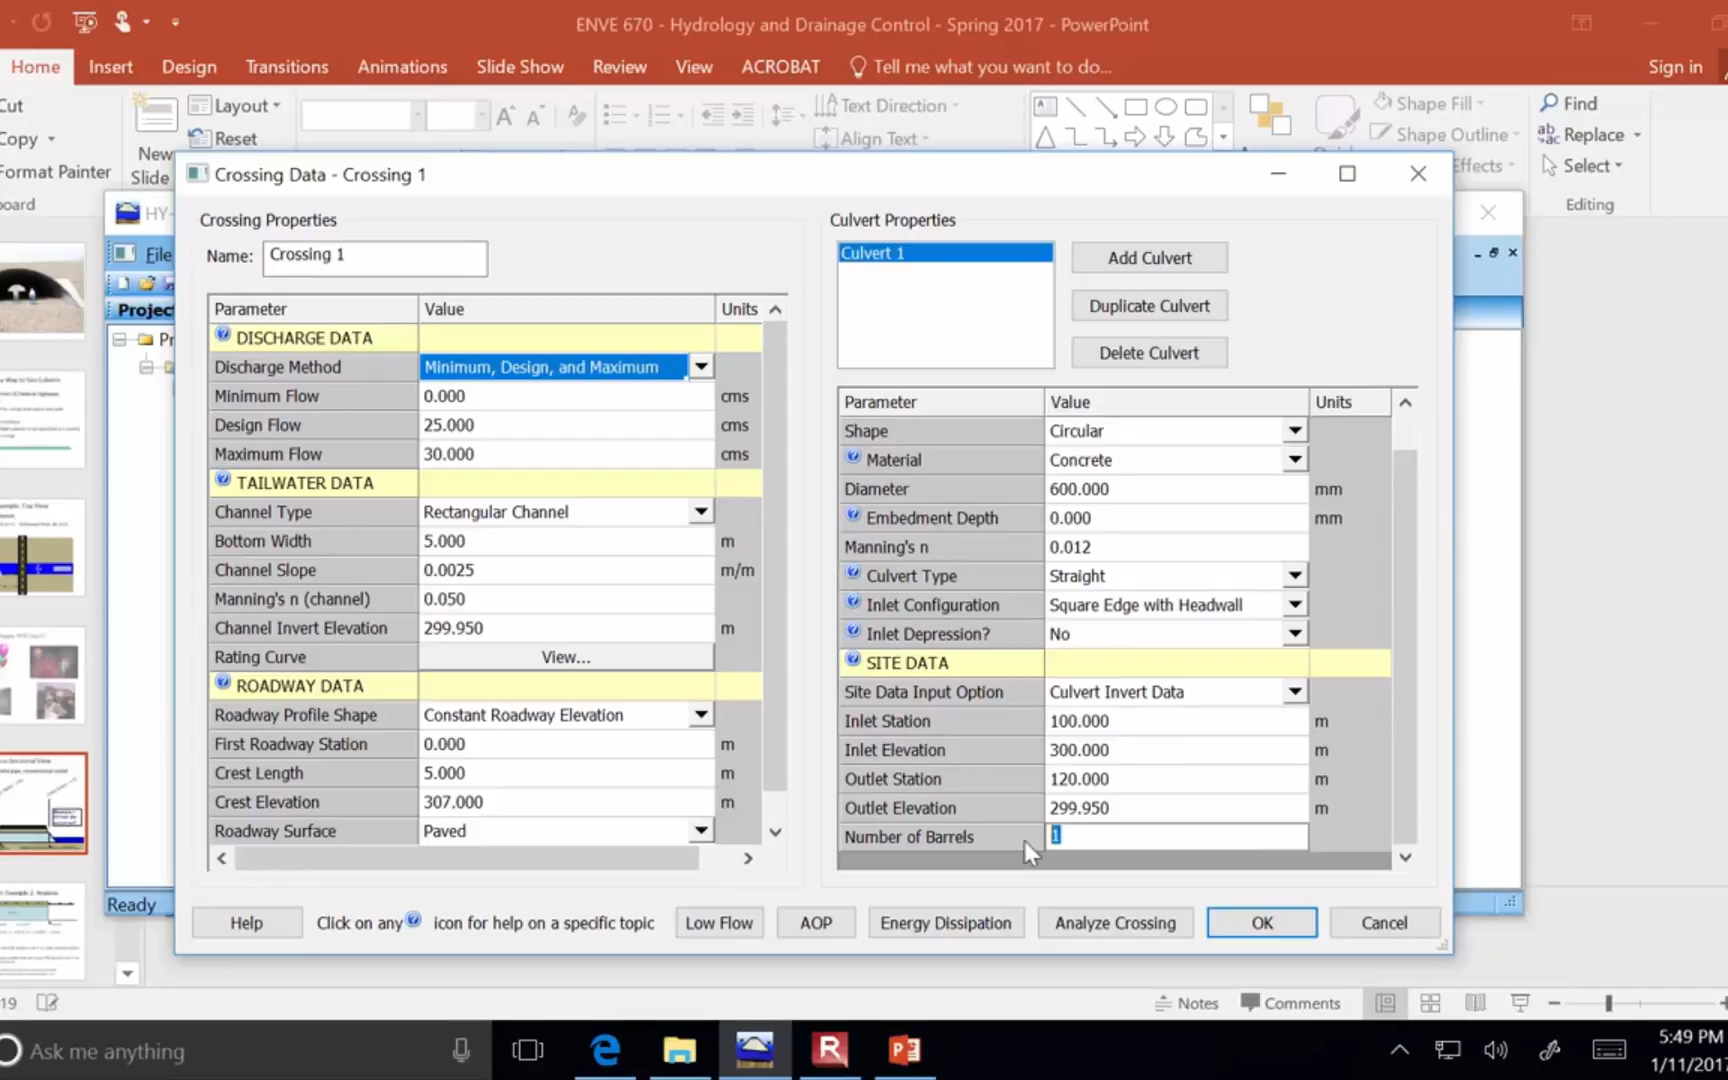 ENVE 670 - Hydrology and Drainage Control - Spring 2017 - PowerPoint
Home Insert Design Transitions Animations Slide Show Review View ACROBAT Tell me what you want to do... Sign in
Cut
Copy
Format Painter
New
Slide
Layout
Reset
Text Direction
Align Text
Shape Fill
Shape Outline
Effects
Find
Replace
Select
Editing
HY-
File
Project
Ready
Crossing Data - Crossing 1
Crossing Properties
Name: Crossing 1
Parameter Value Units
DISCHARGE DATA
Discharge Method Minimum, Design, and Maximum
Minimum Flow 0.000 cms
Design Flow 25.000 cms
Maximum Flow 30.000 cms
TAILWATER DATA
Channel Type Rectangular Channel
Bottom Width 5.000 m
Channel Slope 0.0025 m/m
Manning's n (channel) 0.050
Channel Invert Elevation 299.950 m
Rating Curve View...
ROADWAY DATA
Roadway Profile Shape Constant Roadway Elevation
First Roadway Station 0.000 m
Crest Length 5.000 m
Crest Elevation 307.000 m
Roadway Surface Paved
Culvert Properties
Culvert 1
Add Culvert
Duplicate Culvert
Delete Culvert
Parameter Value Units
Shape Circular
Material Concrete
Diameter 600.000 mm
Embedment Depth 0.000 mm
Manning's n 0.012
Culvert Type Straight
Inlet Configuration Square Edge with Headwall
Inlet Depression? No
SITE DATA
Site Data Input Option Culvert Invert Data
Inlet Station 100.000 m
Inlet Elevation 300.000 m
Outlet Station 120.000 m
Outlet Elevation 299.950 m
Number of Barrels 1
Help Click on any icon for help on a specific topic Low Flow AOP Energy Dissipation Analyze Crossing OK Cancel
19 Notes Comments
Ask me anything
5:49 PM
1/11/201